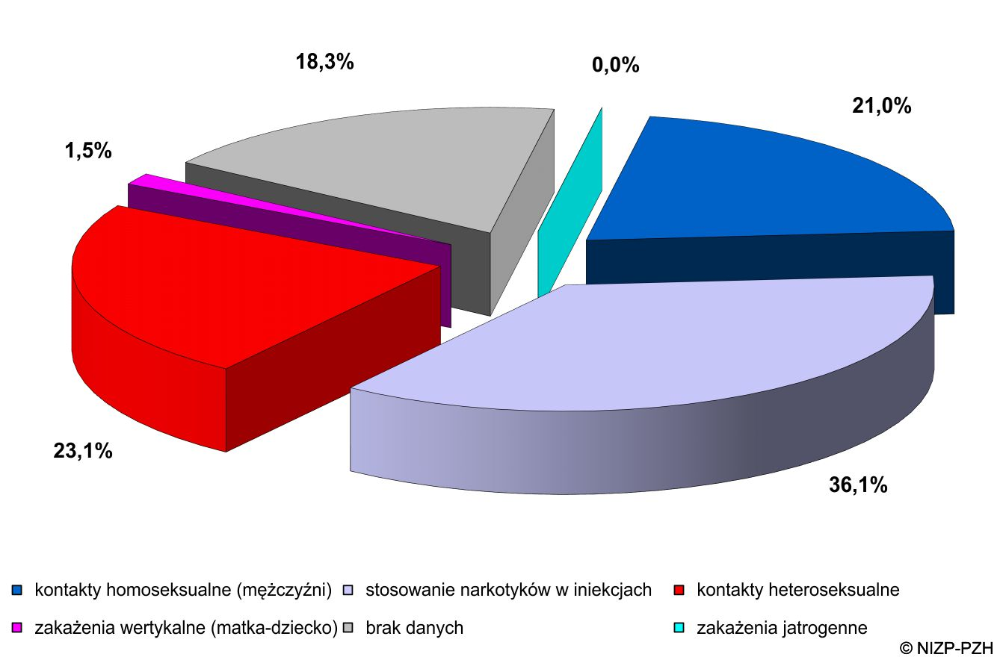 18,3%
0,0%
21,0%
1,5%
23,1%
36,1%
kontakty homoseksualne (mężczyźni)
stosowanie narkotyków w iniekcjach
kontakty heteroseksualne
zakażenia wertykalne (matka-dziecko)
brak danych
zakażenia jatrogenne
© NIZP-PZH